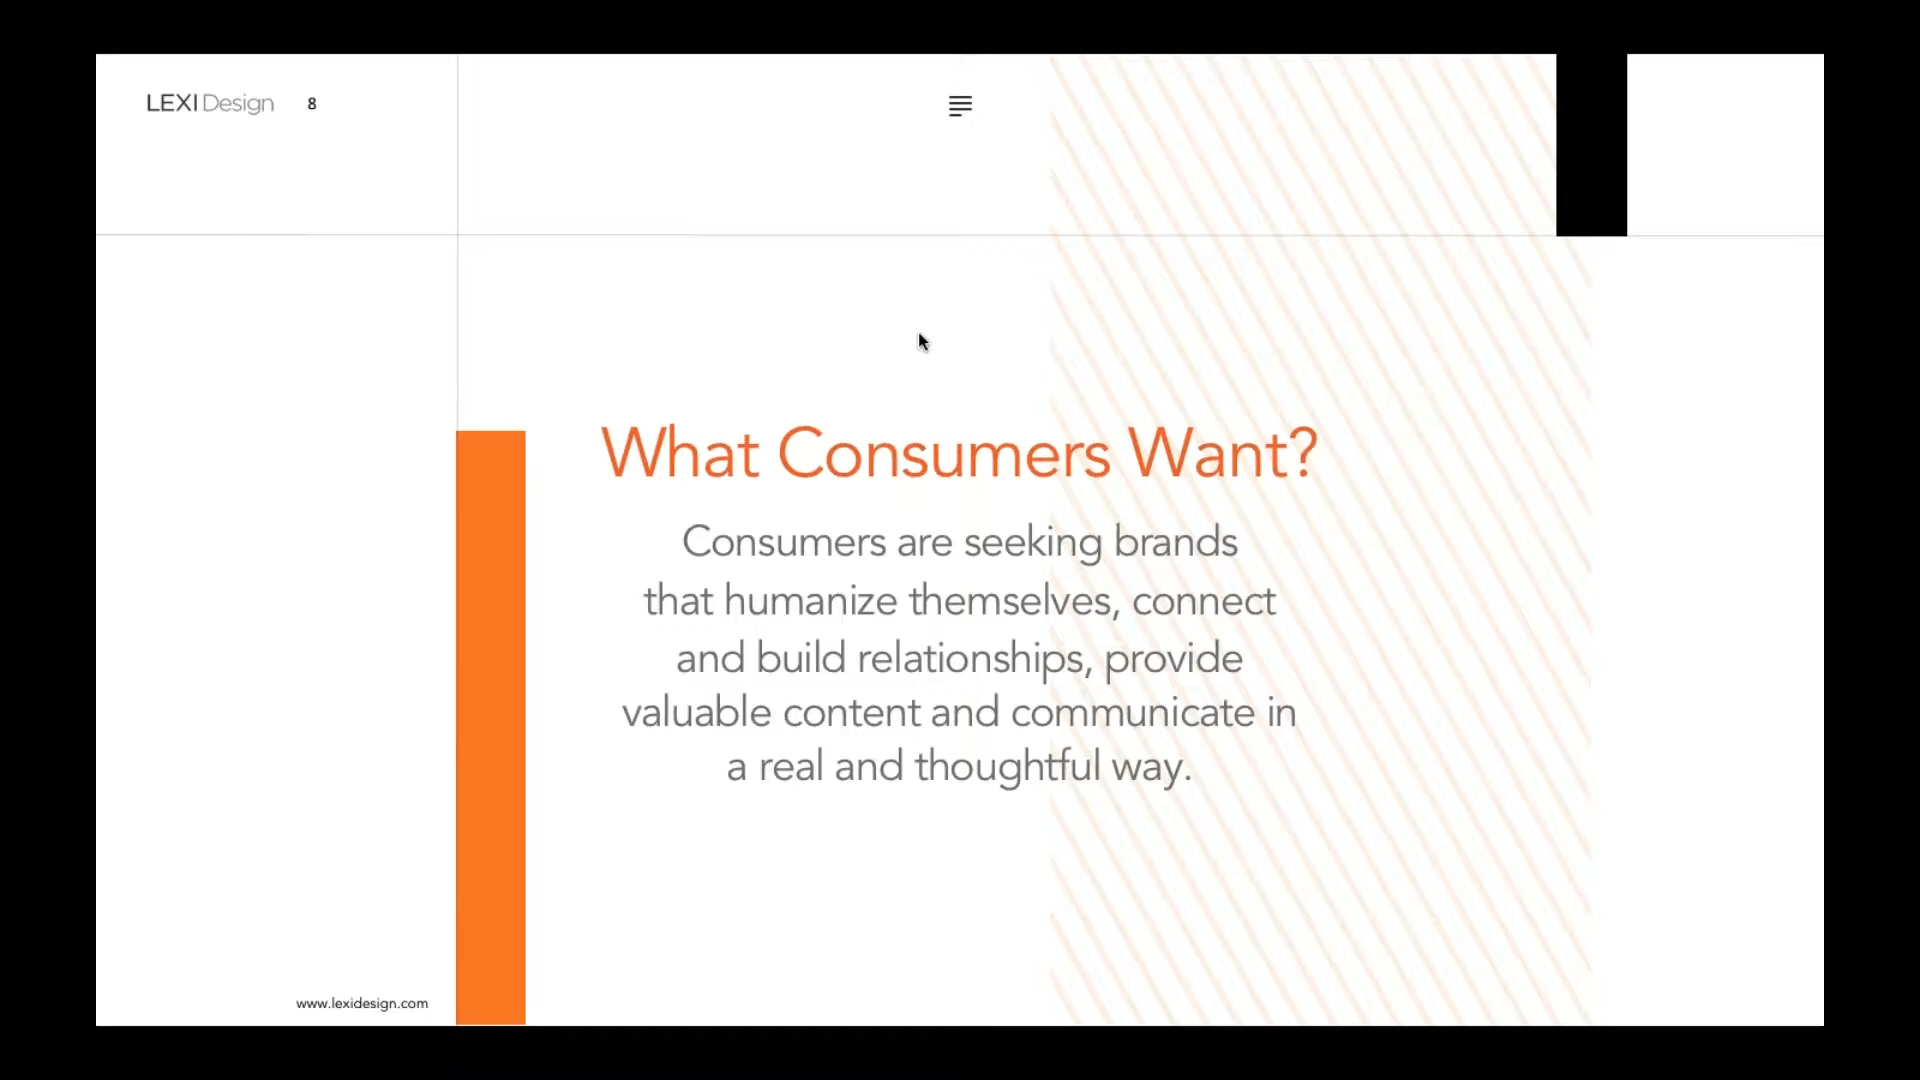 LEXI Design 8
What Consumers Want?
Consumers are seeking brands
that humanize themselves, connect
and build relationships, provide
valuable content and communicate in
a real and thoughtful way.
www.lexidesign.com